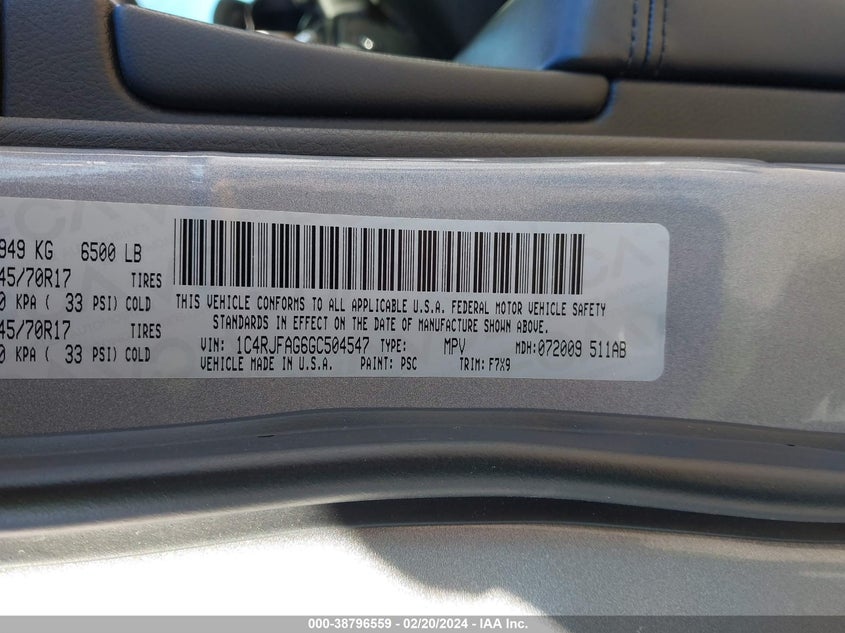 949 KG 6500 LB
45/70R17 TIRES
0 KPA ( 33 PSI) COLD
45/70R17 TIRES
0 KPA ( 33 PSI) COLD
THIS VEHICLE CONFORMS TO ALL APPLICABLE U.S.A. FEDERAL MOTOR VEHICLE SAFETY
STANDARDS IN EFFECT ON THE DATE OF MANUFACTURE SHOWN ABOVE.
VIN: 1C4RJFAG6GC504547 TYPE: MPV MDH:072009 511AB
VEHICLE MADE IN U.S.A. PAINT: PSC TRIM: F7X9
000-38796559 - 02/20/2024 - IAA Inc.